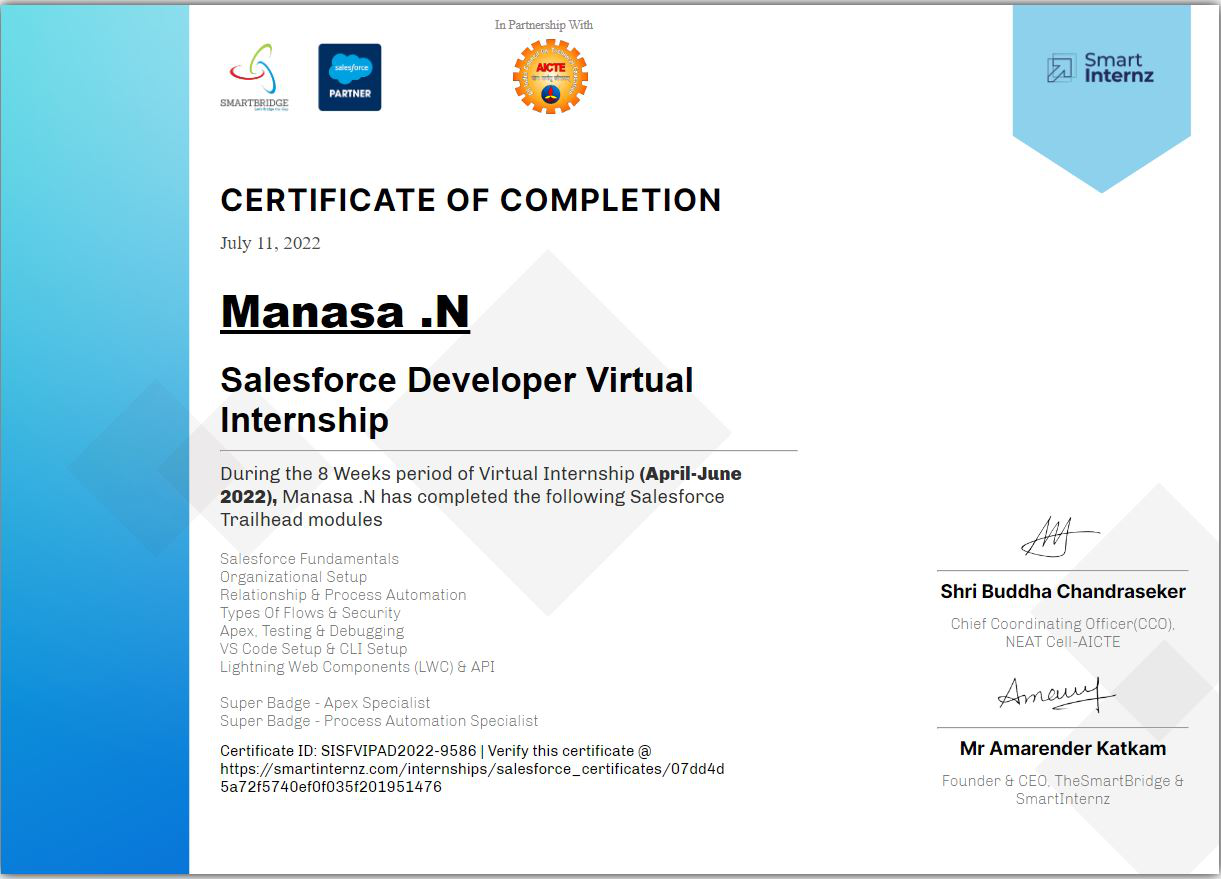 In Partnership With
SMARTBRIDGE
salesforce
PARTNER
AICTE
Smart
Internz
CERTIFICATE OF COMPLETION
July 11, 2022
Manasa .N
Salesforce Developer Virtual
Internship
During the 8 Weeks period of Virtual Internship (April-June
2022), Manasa .N has completed the following Salesforce
Trailhead modules
Salesforce Fundamentals
Organizational Setup
Relationship & Process Automation
Types Of Flows & Security
Apex, Testing & Debugging
VS Code Setup & CLI Setup
Lightning Web Components (LWC) & API
Super Badge - Apex Specialist
Super Badge - Process Automation Specialist
Certificate ID: SISFVIPAD2022-9586 | Verify this certificate @
https://smartinternz.com/internships/salesforce_certificates/07dd4d
5a72f5740ef0f035f201951476
Shri Buddha Chandraseker
Chief Coordinating Officer(CCO),
NEAT Cell-AICTE
Mr Amarender Katkam
Founder & CEO, TheSmartBridge &
SmartInternz